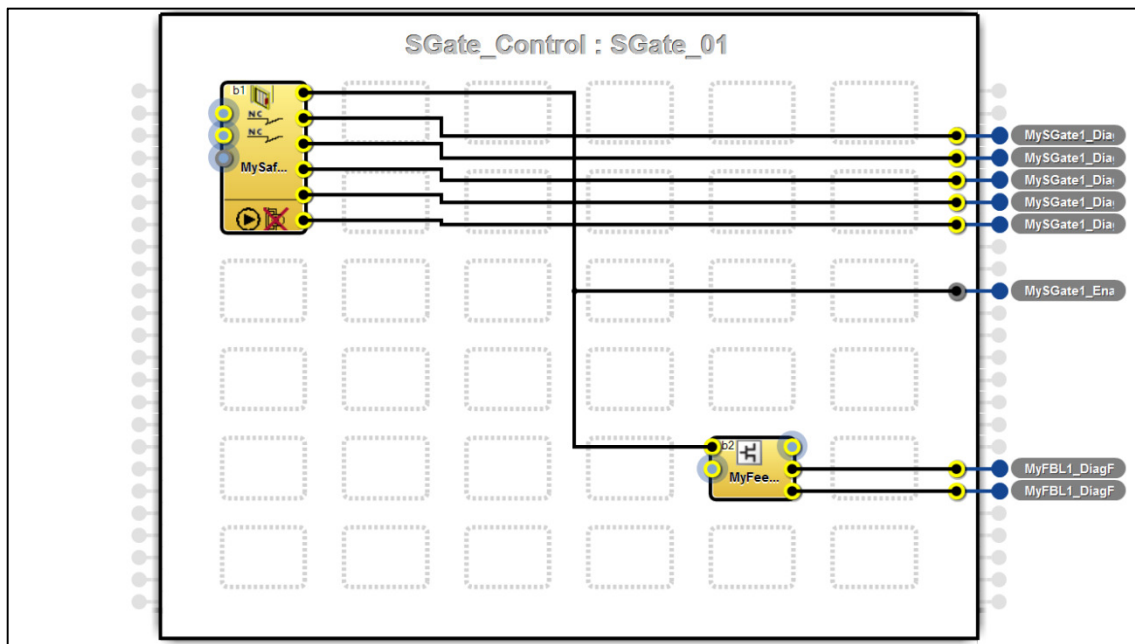 SGate_Control : SGate_01
b1
NC
NC
MySaf...
MySGate1_Diag
MySGate1_Diag
MySGate1_Diag
MySGate1_Diag
MySGate1_Diag
MySGate1_Ena
b2
MyFee...
MyFBL1_DiagF
MyFBL1_DiagF